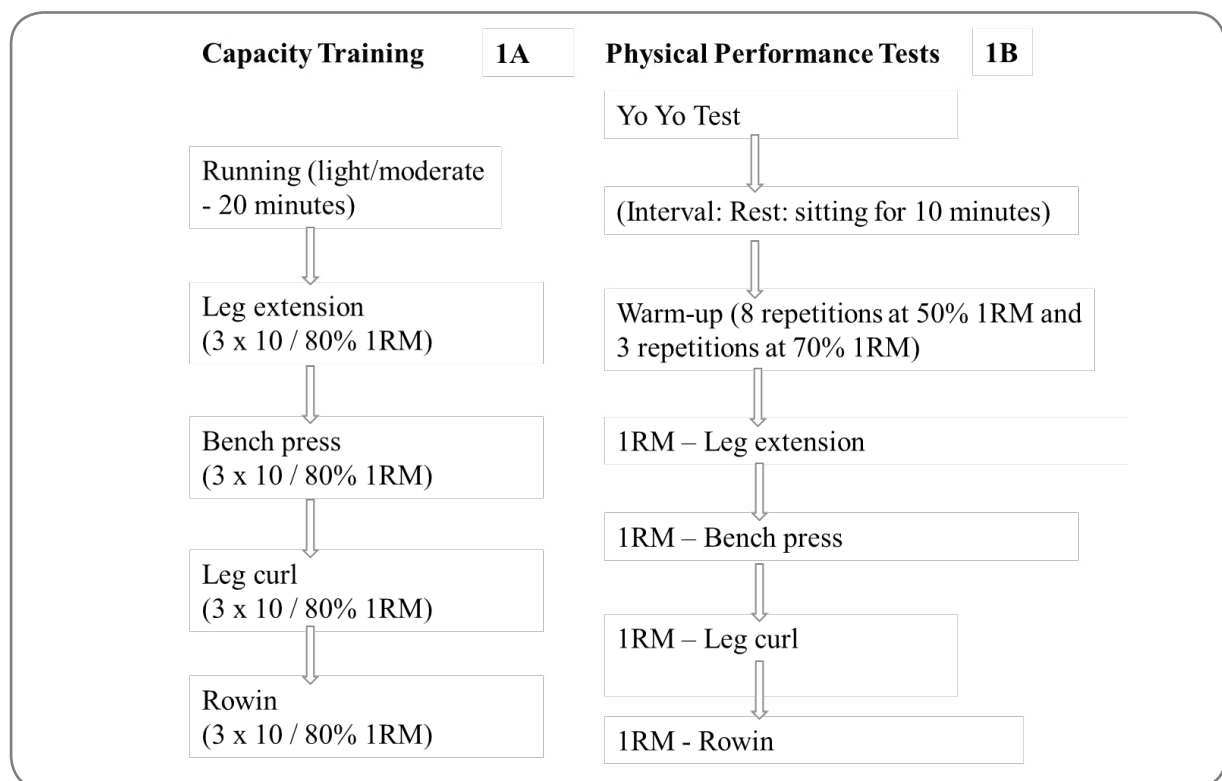 Capacity Training
1A
Running (light/moderate
- 20 minutes)
Leg extension
(3 x 10 / 80% 1RM)
Bench press
(3 x 10 / 80% 1RM)
Leg curl
(3 x 10 / 80% 1RM)
Rowin
(3 x 10 / 80% 1RM)
Physical Performance Tests
1B
Yo Yo Test
(Interval: Rest: sitting for 10 minutes)
Warm-up (8 repetitions at 50% 1RM and
3 repetitions at 70% 1RM)
1RM – Leg extension
1RM – Bench press
1RM – Leg curl
1RM - Rowin